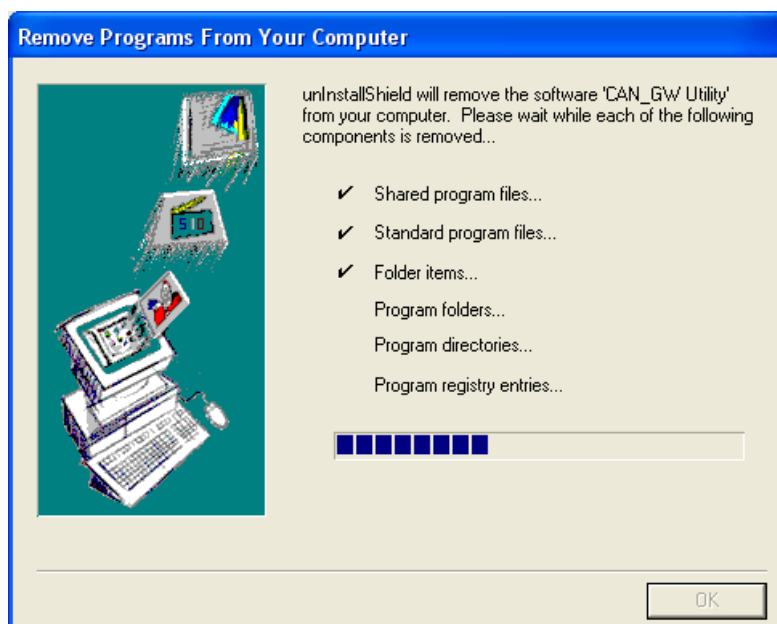 Remove Programs From Your Computer
unInstallShield will remove the software 'CAN_GW Utility'
from your computer. Please wait while each of the following
components is removed...
Shared program files...
Standard program files...
Folder items...
Program folders...
Program directories...
Program registry entries...
510
OK